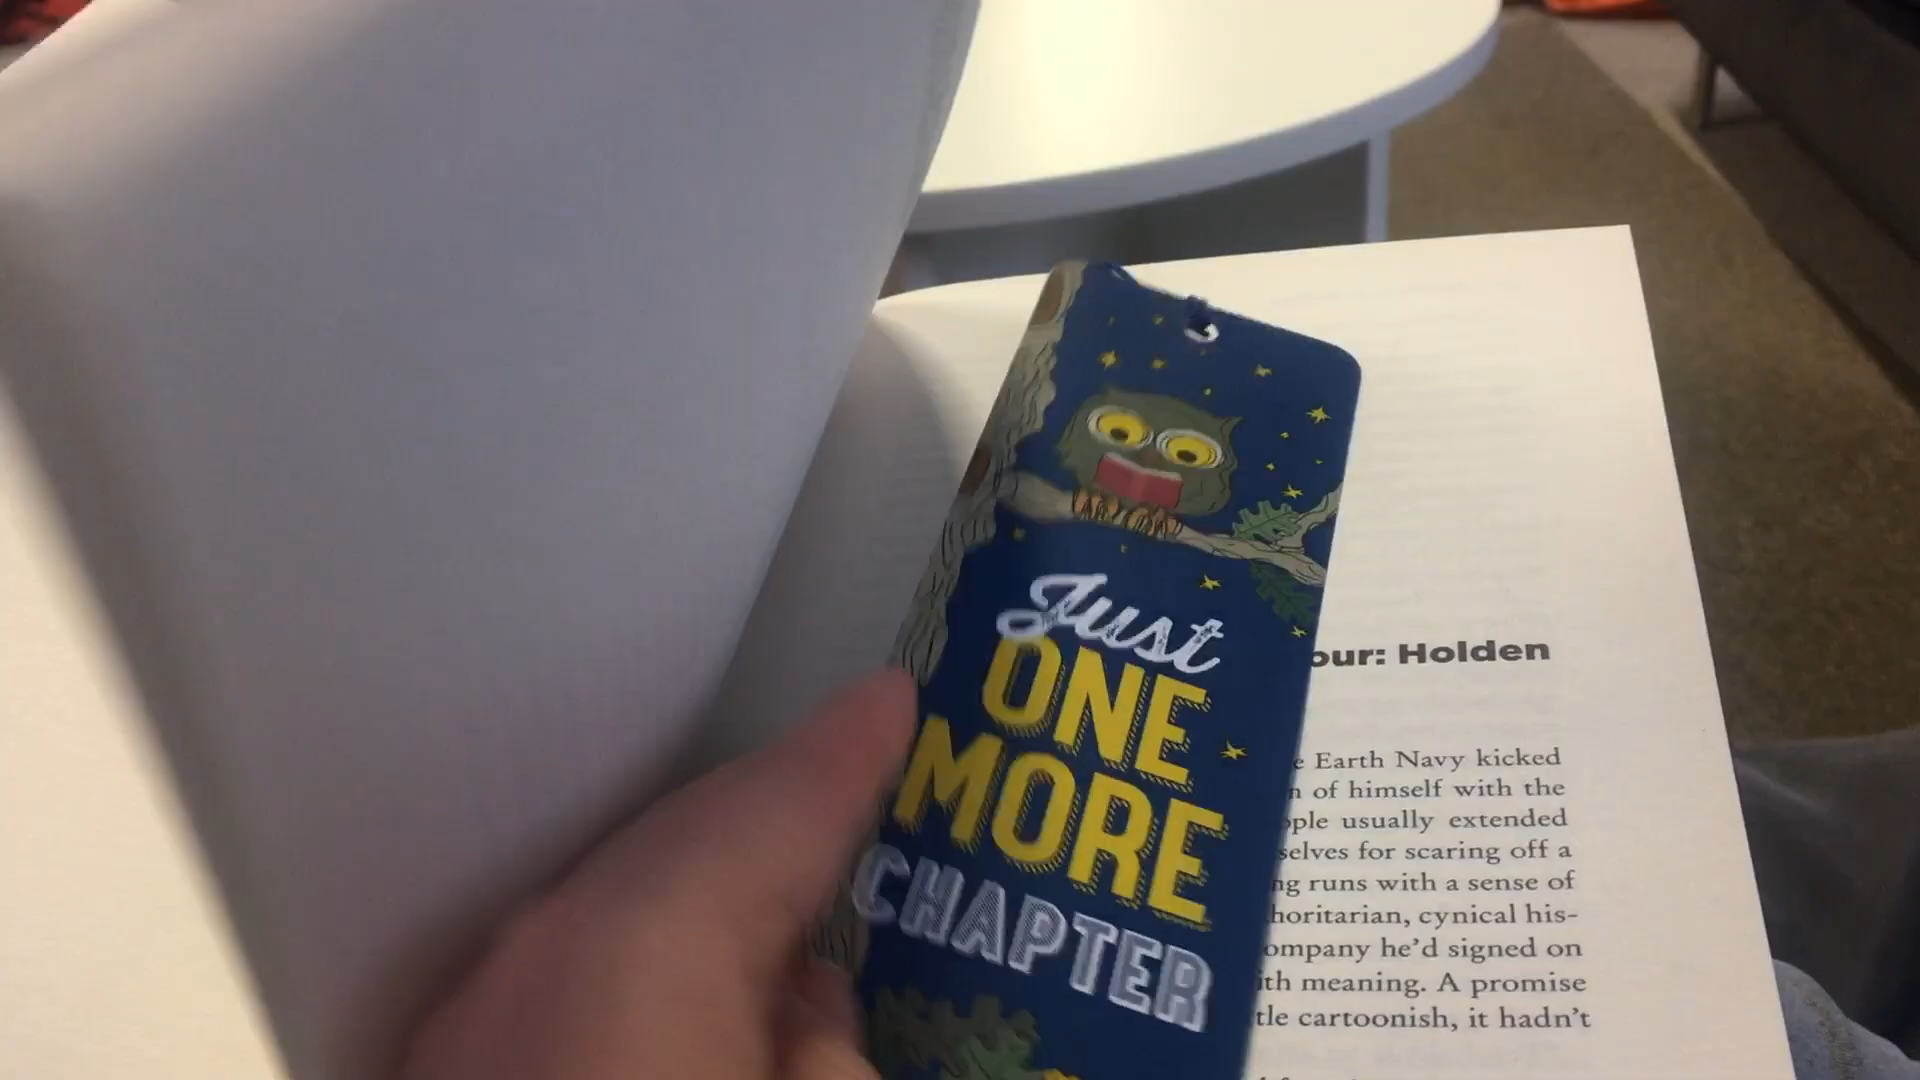 Just
ONE
MORE
CHAPTER
our: Holden
e Earth Navy kicked
n of himself with the
ople usually extended
selves for scaring off a
ng runs with a sense of
horitarian, cynical his-
ompany he'd signed on
ith meaning. A promise
tle cartoonish, it hadn't